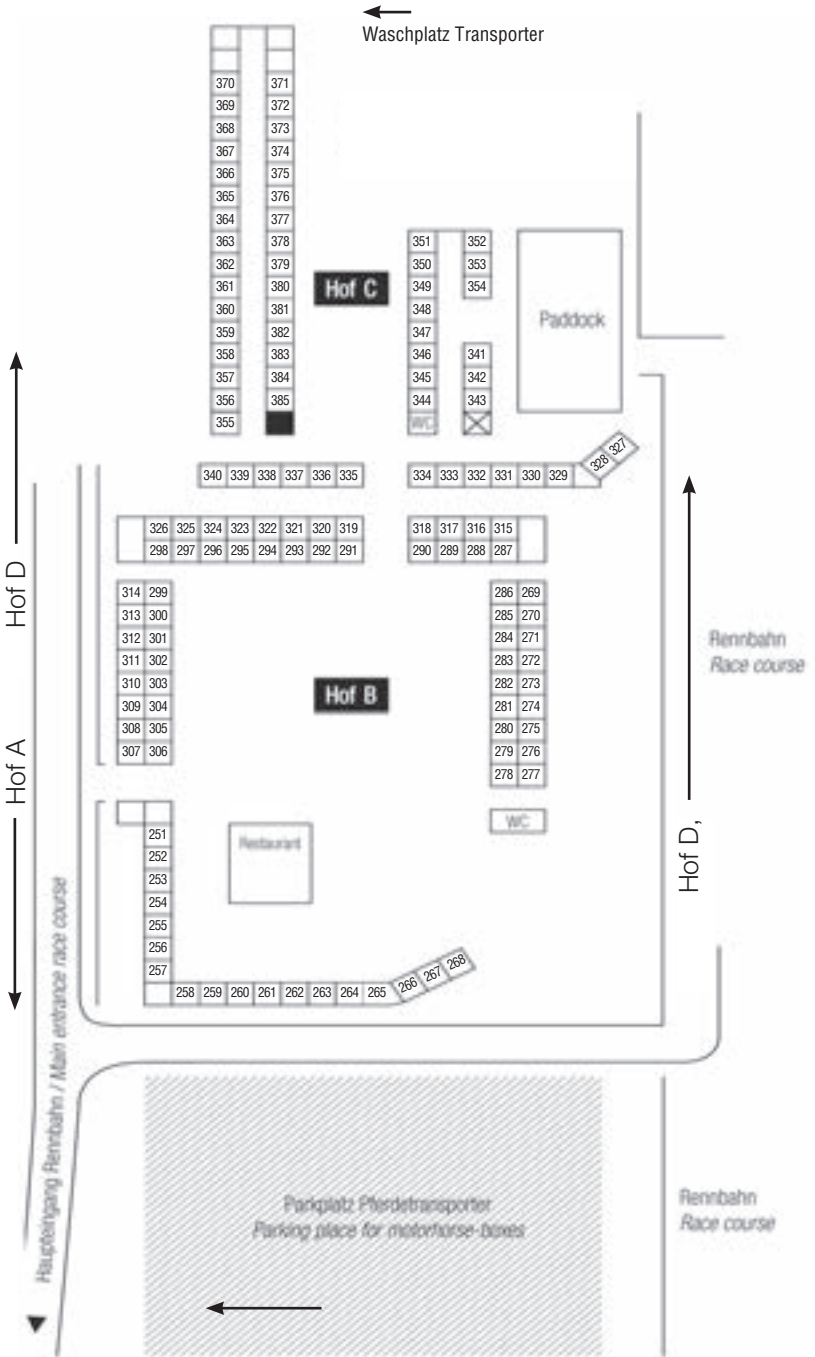 Waschplatz Transporter
370 371
369 372
368 373
367 374
366 375
365 376
364 377
363 378
362 379
361 380
360 381
359 382
358 383
357 384
356 385
355
Hof C
351 352
350 353
349 354
348
347
346 341
345 342
344 343
WC
Paddock
340 339 338 337 336 335
334 333 332 331 330 329 328 327
326 325 324 323 322 321 320 319
298 297 296 295 294 293 292 291
318 317 316 315
290 289 288 287
314 299
313 300
312 301
311 302
310 303
309 304
308 305
307 306
Hof B
286 269
285 270
284 271
283 272
282 273
281 274
280 275
279 276
278 277
WC
Rennbahn
Race course
Hof D
Hof A
Hof D,
251
252
253
254
255
256
257
Restaurant
258 259 260 261 262 263 264 265 266 267 268
Haupteingang Rennbahn / Main entrance race course
Parkplatz Pferdetransporter
Parking place for motorhorse-boxes
Rennbahn
Race course